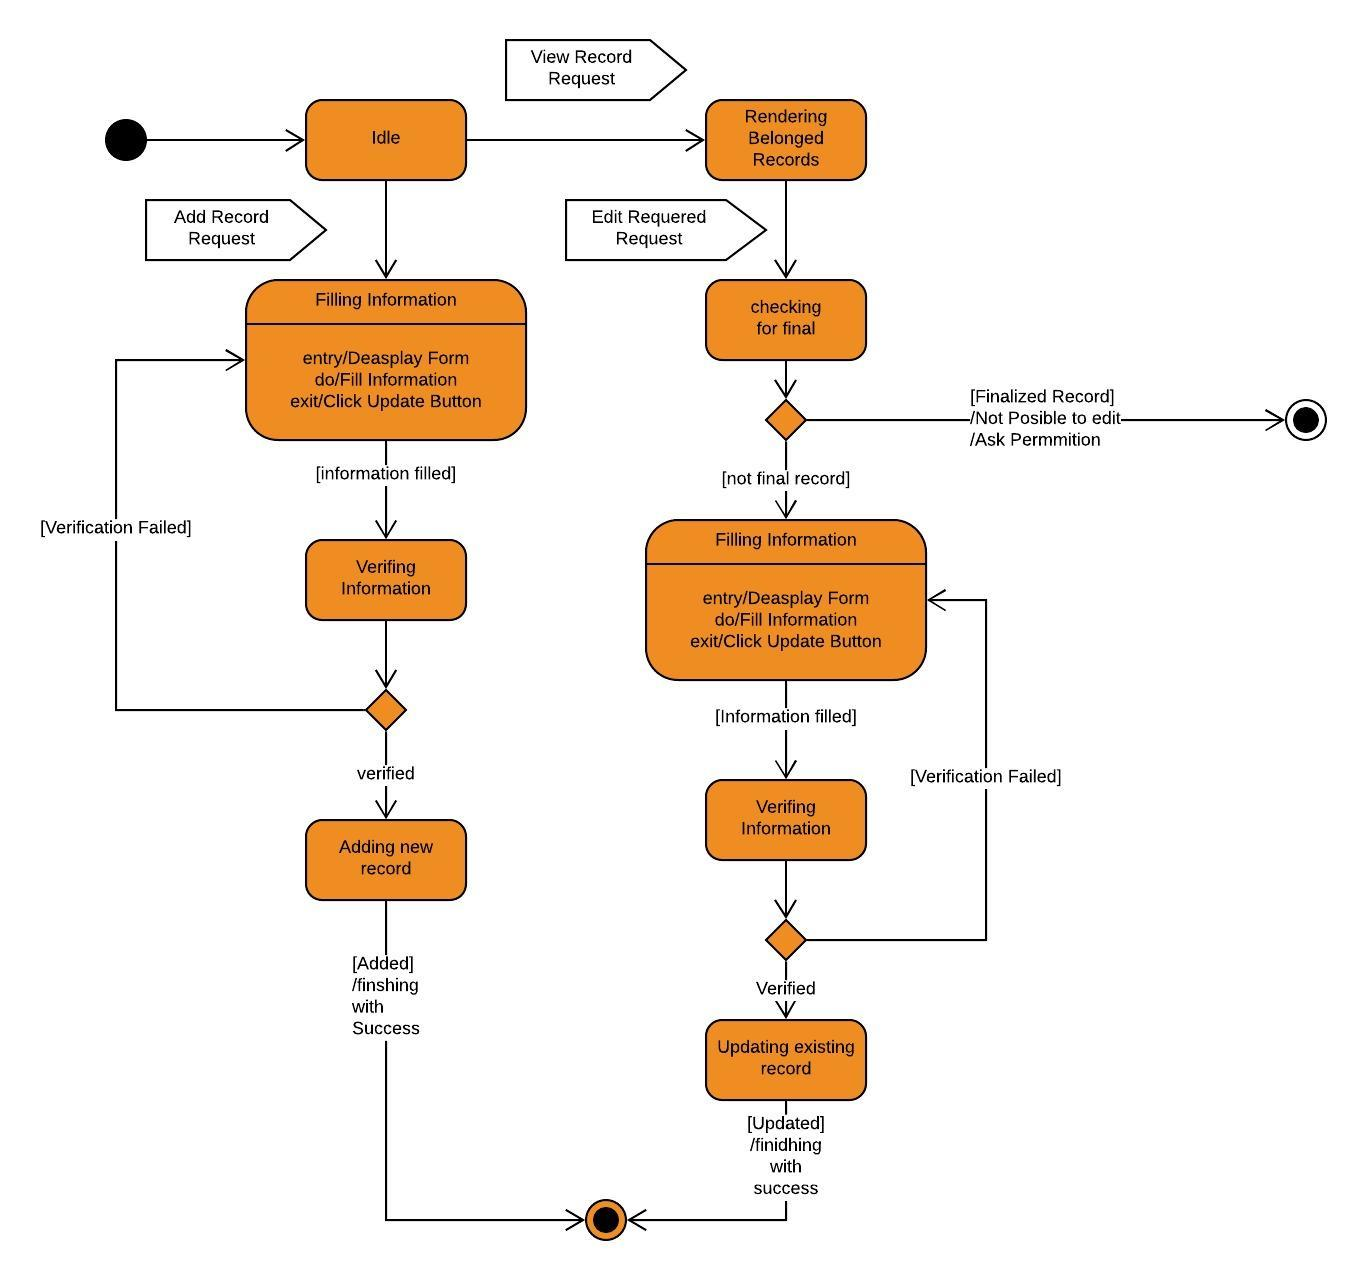 View Record
Request
Idle
Rendering
Belonged
Records
Add Record
Request
Edit Requered
Request
Filling Information
entry/Deasplay Form
do/Fill Information
exit/Click Update Button
checking
for final
[Finalized Record]
/Not Posible to edit
/Ask Permmition
[information filled]
[not final record]
[Verification Failed]
Verifing
Information
Filling Information
entry/Deasplay Form
do/Fill Information
exit/Click Update Button
[Information filled]
verified
[Verification Failed]
Verifing
Information
Adding new
record
[Added]
/finshing
with
Success
Verified
Updating existing
record
[Updated]
/finidhing
with
success